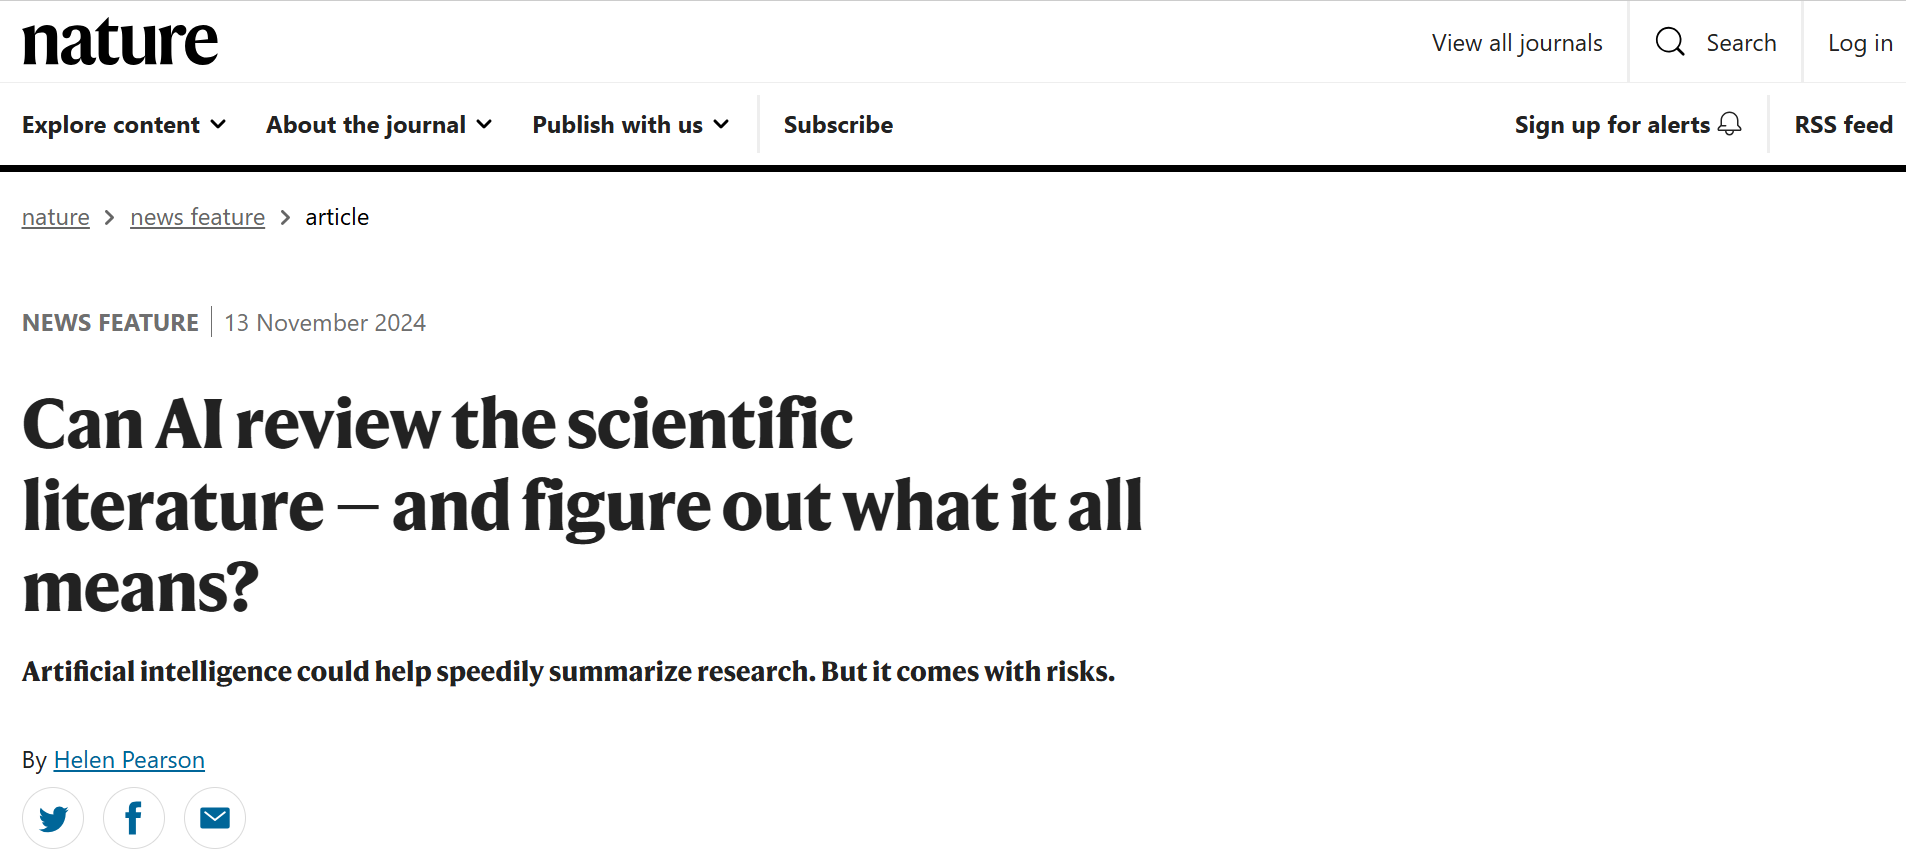 nature
View all journals
Search
Log in
Explore content
About the journal
Publish with us
Subscribe
Sign up for alerts
RSS feed
nature > news feature > article
NEWS FEATURE | 13 November 2024
Can AI review the scientific
literature — and figure out what it all
means?
Artificial intelligence could help speedily summarize research. But it comes with risks.
By Helen Pearson